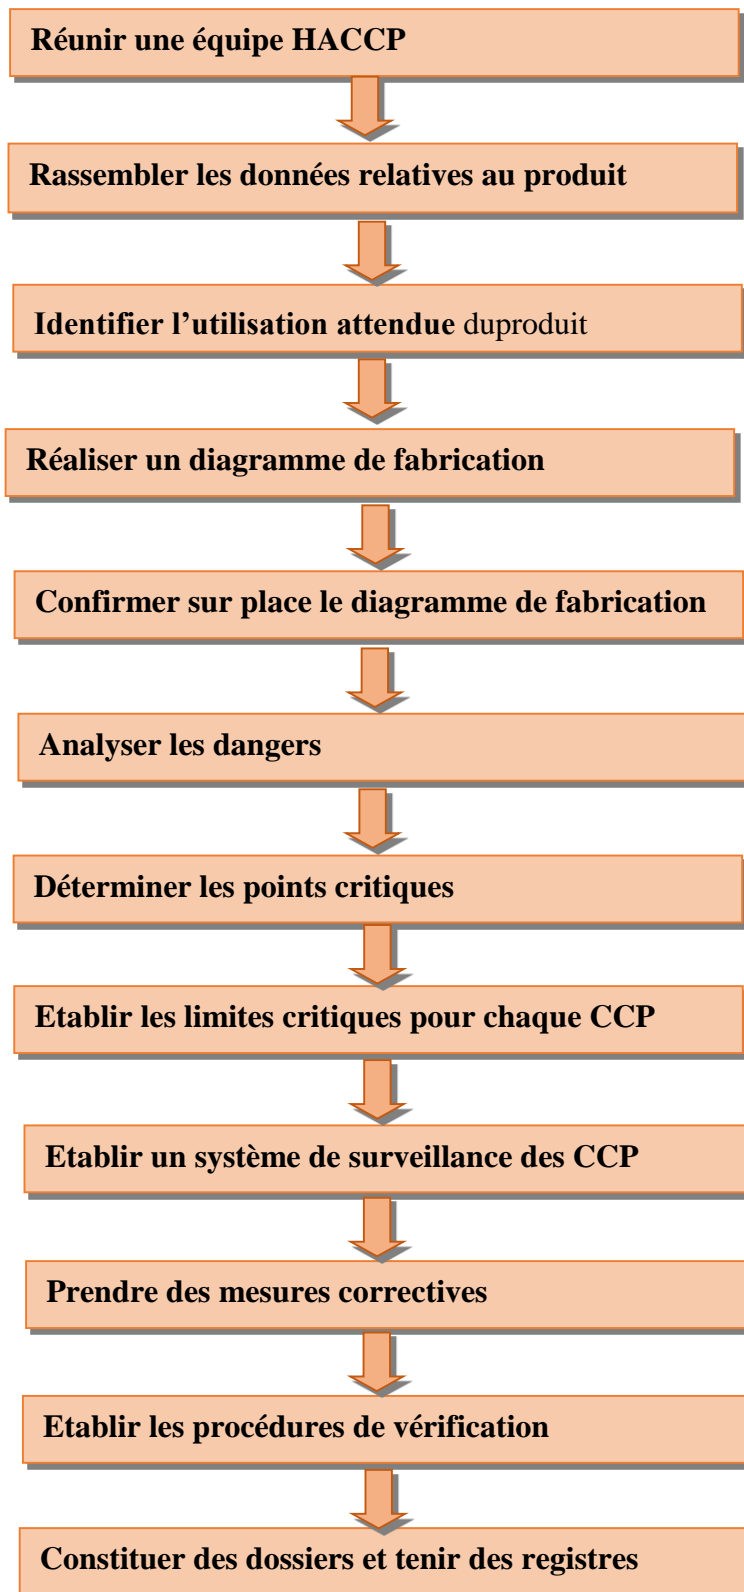 Réunir une équipe HACCP
Rassembler les données relatives au produit
Identifier l’utilisation attendue duproduit
Réaliser un diagramme de fabrication
Confirmer sur place le diagramme de fabrication
Analyser les dangers
Déterminer les points critiques
Etablir les limites critiques pour chaque CCP
Etablir un système de surveillance des CCP
Prendre des mesures correctives
Etablir les procédures de vérification
Constituer des dossiers et tenir des registres